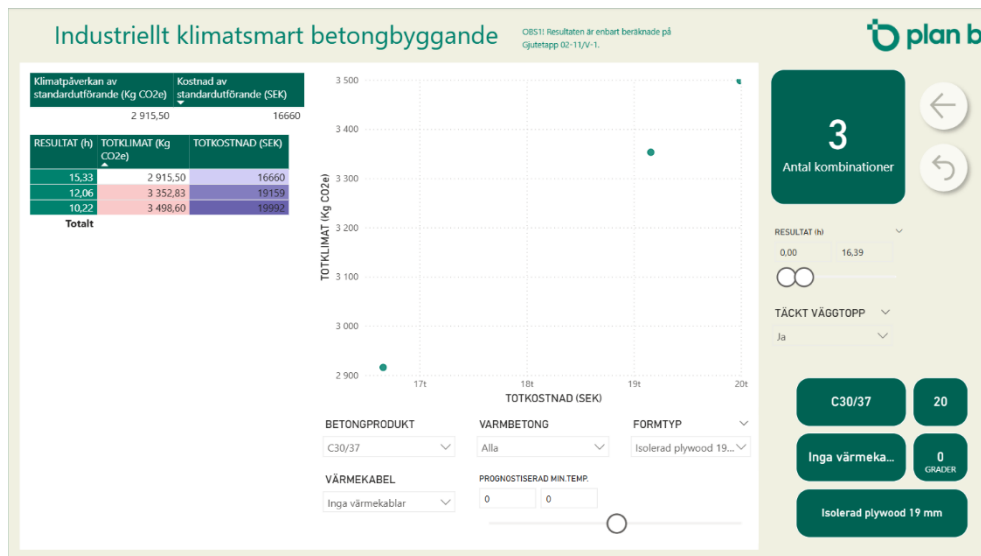 Industriellt klimatsmart betongbyggande
OBS1! Resultaten är enbart beräknade på
Gjutetapp 02-11/V-1.
plan b
Klimatpåverkan av
standardutförande (Kg CO2e)
Kostnad av
standardutförande (SEK)
2 915,50
16660
RESULTAT (h)
TOTKLIMAT (Kg
CO2e)
TOTKOSTNAD (SEK)
15,33 2 915,50 16660
12,06 3 352,83 19159
10,22 3 498,60 19992
Totalt
TOTKLIMAT (Kg CO2e)
3 500
3 400
3 300
3 200
3 100
3 000
2 900
17t 18t 19t 20t
TOTKOSTNAD (SEK)
BETONGPRODUKT
C30/37
VARMBETONG
Alla
FORMTYP
Isolerad plywood 19...
VÄRMEKABEL
Inga värmekablar
PROGNOSTISERAD MIN.TEMP.
0 0
3
Antal kombinationer
RESULTAT (h)
0,00 16,39
TÄCKT VÄGGTOPP
Ja
C30/37
20
Inga värmeka...
0
GRADER
Isolerad plywood 19 mm